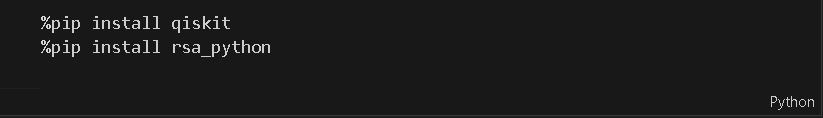 %pip install qiskit
%pip install rsa_python
Python